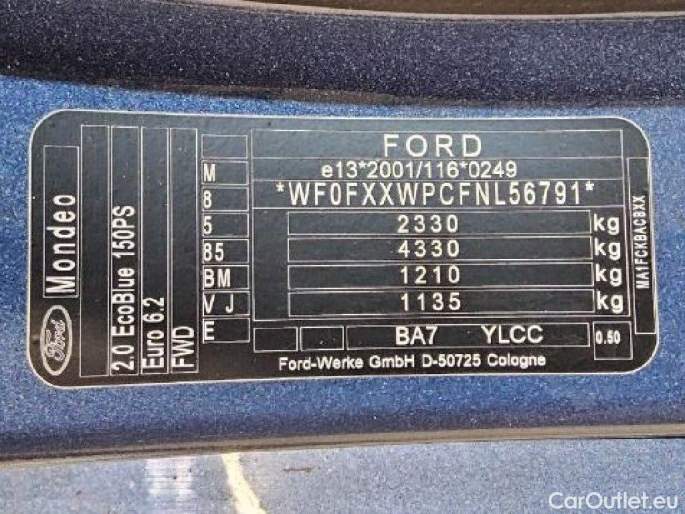 Mondeo
Ford
2.0 EcoBlue 150PS
Euro 6.2
FWD
M
8
5
85
BM
V J
E
FORD
e13*2001/116*0249
*WF0FXXWPCFNL56791*
2330 kg
4330 kg
1210 kg
1135 kg
BA7 YLCC 0.50
Ford-Werke GmbH D-50725 Cologne
MA1FCKBACBXX
CarOutlet.eu